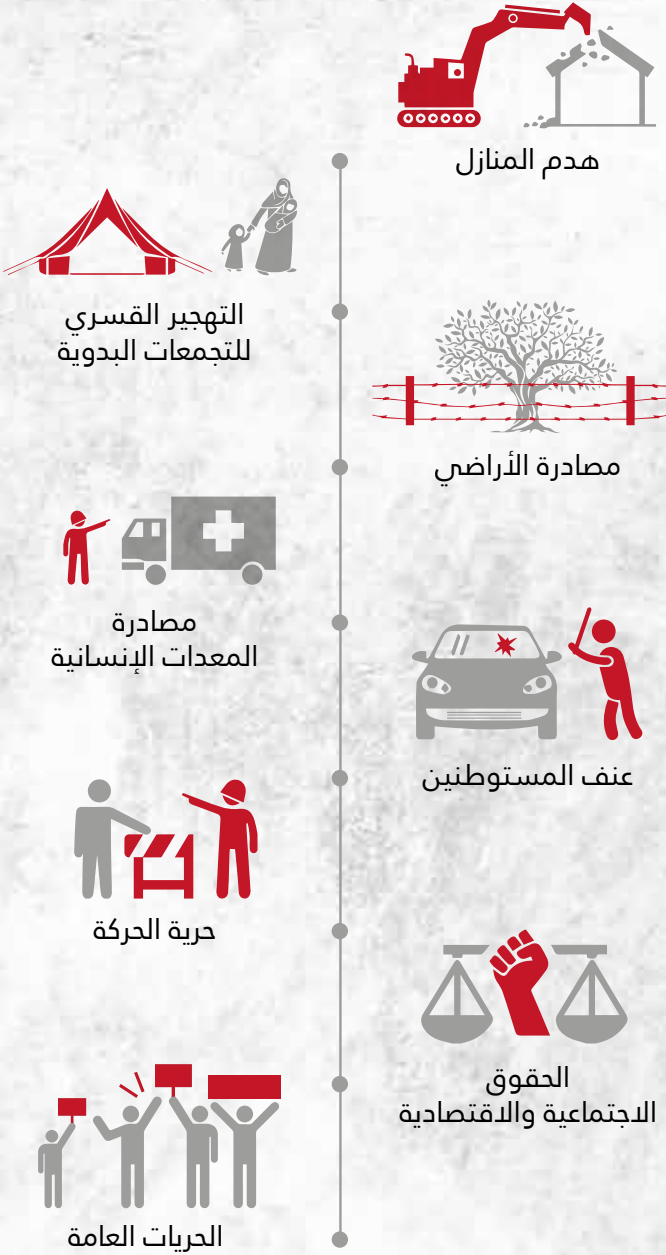 هدم المنازل
التهجير القسري
للتجمعات البدوية
مصادرة الأراضي
مصادرة
المعدات الإنسانية
عنف المستوطنين
حرية الحركة
الحقوق
الاجتماعية والاقتصادية
الحريات العامة